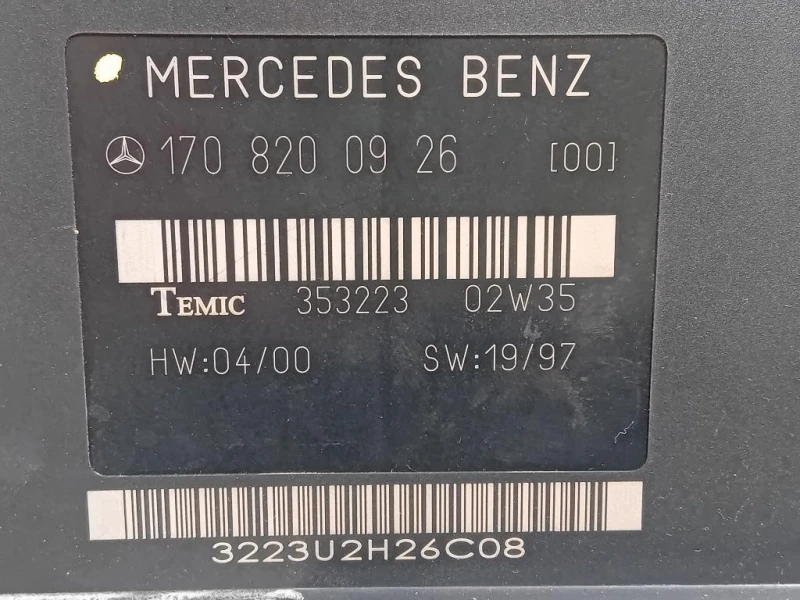 MERCEDES BENZ
170 820 09 26 [00]
TEMIC 353223 02W35
HW:04/00 SW:19/97
3223U2H26C08